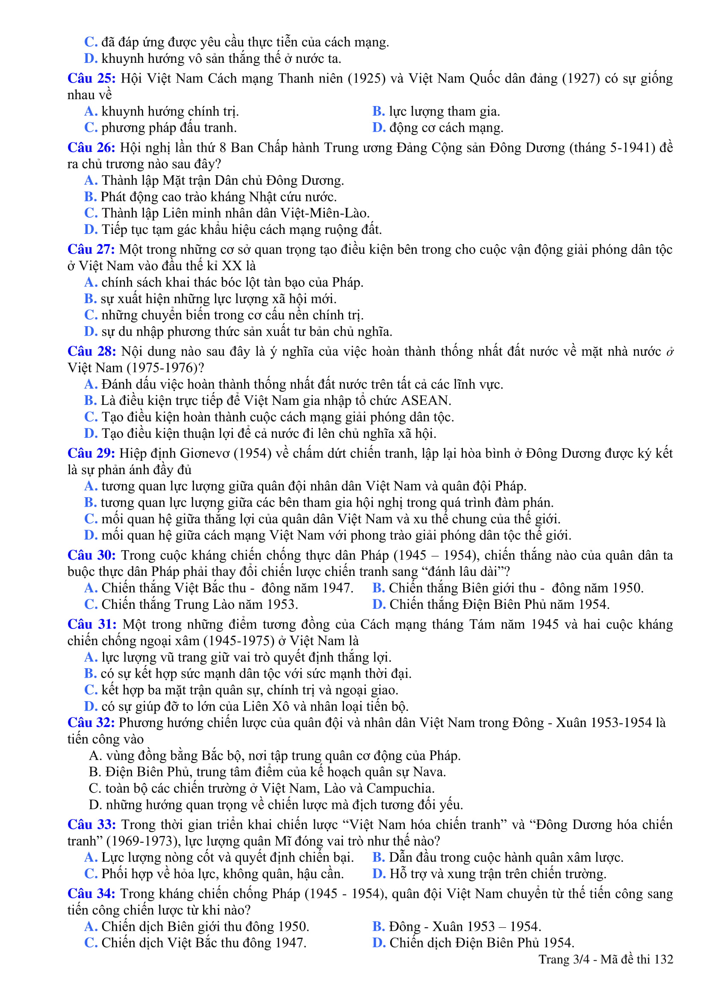 C. đã đáp ứng được yêu cầu thực tiễn của cách mạng.
D. khuynh hướng vô sản thắng thế ở nước ta.
Câu 25: Hội Việt Nam Cách mạng Thanh niên (1925) và Việt Nam Quốc dân đảng (1927) có sự giống
nhau về
A. khuynh hướng chính trị. B. lực lượng tham gia.
C. phương pháp đấu tranh. D. động cơ cách mạng.
Câu 26: Hội nghị lần thứ 8 Ban Chấp hành Trung ương Đảng Cộng sản Đông Dương (tháng 5-1941) đề
ra chủ trương nào sau đây?
A. Thành lập Mặt trận Dân chủ Đông Dương.
B. Phát động cao trào kháng Nhật cứu nước.
C. Thành lập Liên minh nhân dân Việt-Miên-Lào.
D. Tiếp tục tạm gác khẩu hiệu cách mạng ruộng đất.
Câu 27: Một trong những cơ sở quan trọng tạo điều kiện bên trong cho cuộc vận động giải phóng dân tộc
ở Việt Nam vào đầu thế kỉ XX là
A. chính sách khai thác bóc lột tàn bạo của Pháp.
B. sự xuất hiện những lực lượng xã hội mới.
C. những chuyển biến trong cơ cấu nền chính trị.
D. sự du nhập phương thức sản xuất tư bản chủ nghĩa.
Câu 28: Nội dung nào sau đây là ý nghĩa của việc hoàn thành thống nhất đất nước về mặt nhà nước ở
Việt Nam (1975-1976)?
A. Đánh dấu việc hoàn thành thống nhất đất nước trên tất cả các lĩnh vực.
B. Là điều kiện trực tiếp để Việt Nam gia nhập tổ chức ASEAN.
C. Tạo điều kiện hoàn thành cuộc cách mạng giải phóng dân tộc.
D. Tạo điều kiện thuận lợi để cả nước đi lên chủ nghĩa xã hội.
Câu 29: Hiệp định Giơnevơ (1954) về chấm dứt chiến tranh, lập lại hòa bình ở Đông Dương được ký kết
là sự phản ánh đầy đủ
A. tương quan lực lượng giữa quân đội nhân dân Việt Nam và quân đội Pháp.
B. tương quan lực lượng giữa các bên tham gia hội nghị trong quá trình đàm phán.
C. mối quan hệ giữa thắng lợi của quân dân Việt Nam và xu thế chung của thế giới.
D. mối quan hệ giữa cách mạng Việt Nam với phong trào giải phóng dân tộc thế giới.
Câu 30: Trong cuộc kháng chiến chống thực dân Pháp (1945 – 1954), chiến thắng nào của quân dân ta
buộc thực dân Pháp phải thay đổi chiến lược chiến tranh sang “đánh lâu dài”?
A. Chiến thắng Việt Bắc thu - đông năm 1947. B. Chiến thắng Biên giới thu - đông năm 1950.
C. Chiến thắng Trung Lào năm 1953. D. Chiến thắng Điện Biên Phủ năm 1954.
Câu 31: Một trong những điểm tương đồng của Cách mạng tháng Tám năm 1945 và hai cuộc kháng
chiến chống ngoại xâm (1945-1975) ở Việt Nam là
A. lực lượng vũ trang giữ vai trò quyết định thắng lợi.
B. có sự kết hợp sức mạnh dân tộc với sức mạnh thời đại.
C. kết hợp ba mặt trận quân sự, chính trị và ngoại giao.
D. có sự giúp đỡ to lớn của Liên Xô và nhân loại tiến bộ.
Câu 32: Phương hướng chiến lược của quân đội và nhân dân Việt Nam trong Đông - Xuân 1953-1954 là
tiến công vào
A. vùng đồng bằng Bắc bộ, nơi tập trung quân cơ động của Pháp.
B. Điện Biên Phủ, trung tâm điểm của kế hoạch quân sự Nava.
C. toàn bộ các chiến trường ở Việt Nam, Lào và Campuchia.
D. những hướng quan trọng về chiến lược mà địch tương đối yếu.
Câu 33: Trong thời gian triển khai chiến lược “Việt Nam hóa chiến tranh” và “Đông Dương hóa chiến
tranh” (1969-1973), lực lượng quân Mĩ đóng vai trò như thế nào?
A. Lực lượng nòng cốt và quyết định chiến bại. B. Dẫn đầu trong cuộc hành quân xâm lược.
C. Phối hợp về hỏa lực, không quân, hậu cần. D. Hỗ trợ và xung trận trên chiến trường.
Câu 34: Trong kháng chiến chống Pháp (1945 - 1954), quân đội Việt Nam chuyển từ thế tiến công sang
tiến công chiến lược từ khi nào?
A. Chiến dịch Biên giới thu đông 1950. B. Đông - Xuân 1953 – 1954.
C. Chiến dịch Việt Bắc thu đông 1947. D. Chiến dịch Điện Biên Phủ 1954.
Trang 3/4 - Mã đề thi 132